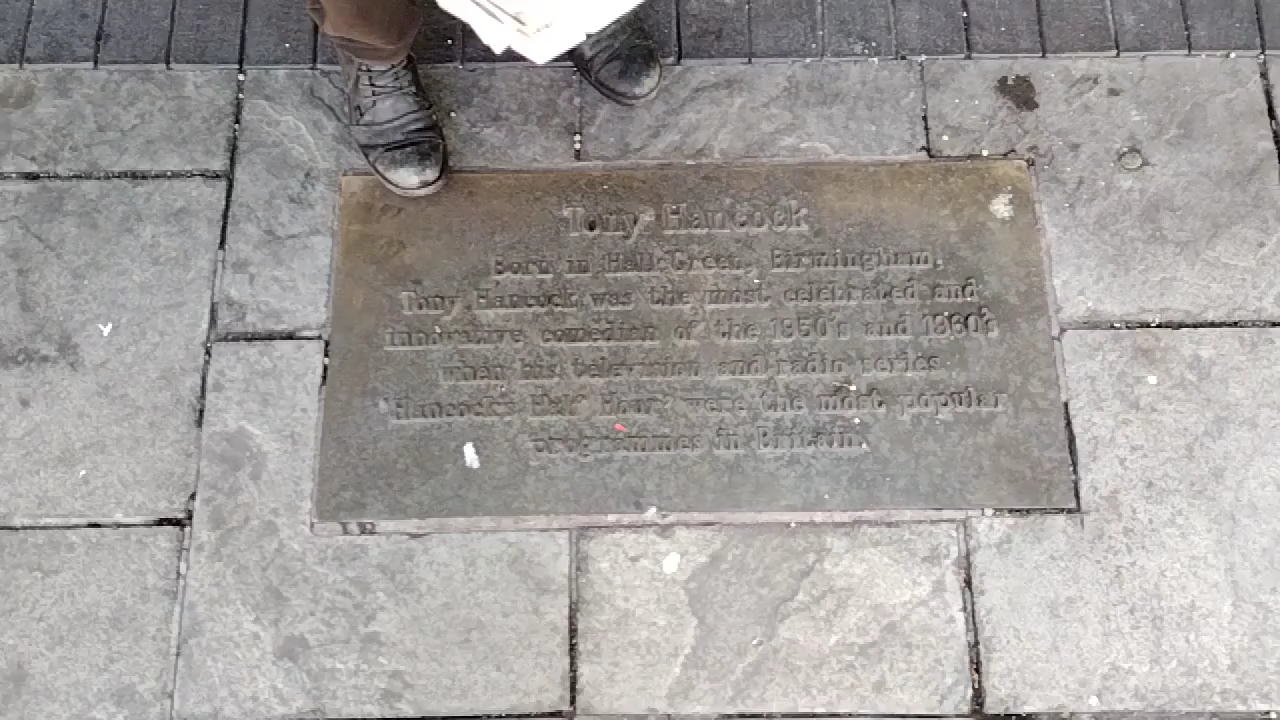 Tony Hancock
Born in Hall Green, Birmingham,
Tony Hancock was the most celebrated and
innovative comedian of the 1950's and 1960's
when his television and radio series
'Hancock's Half Hour' were the most popular
programmes in Britain.